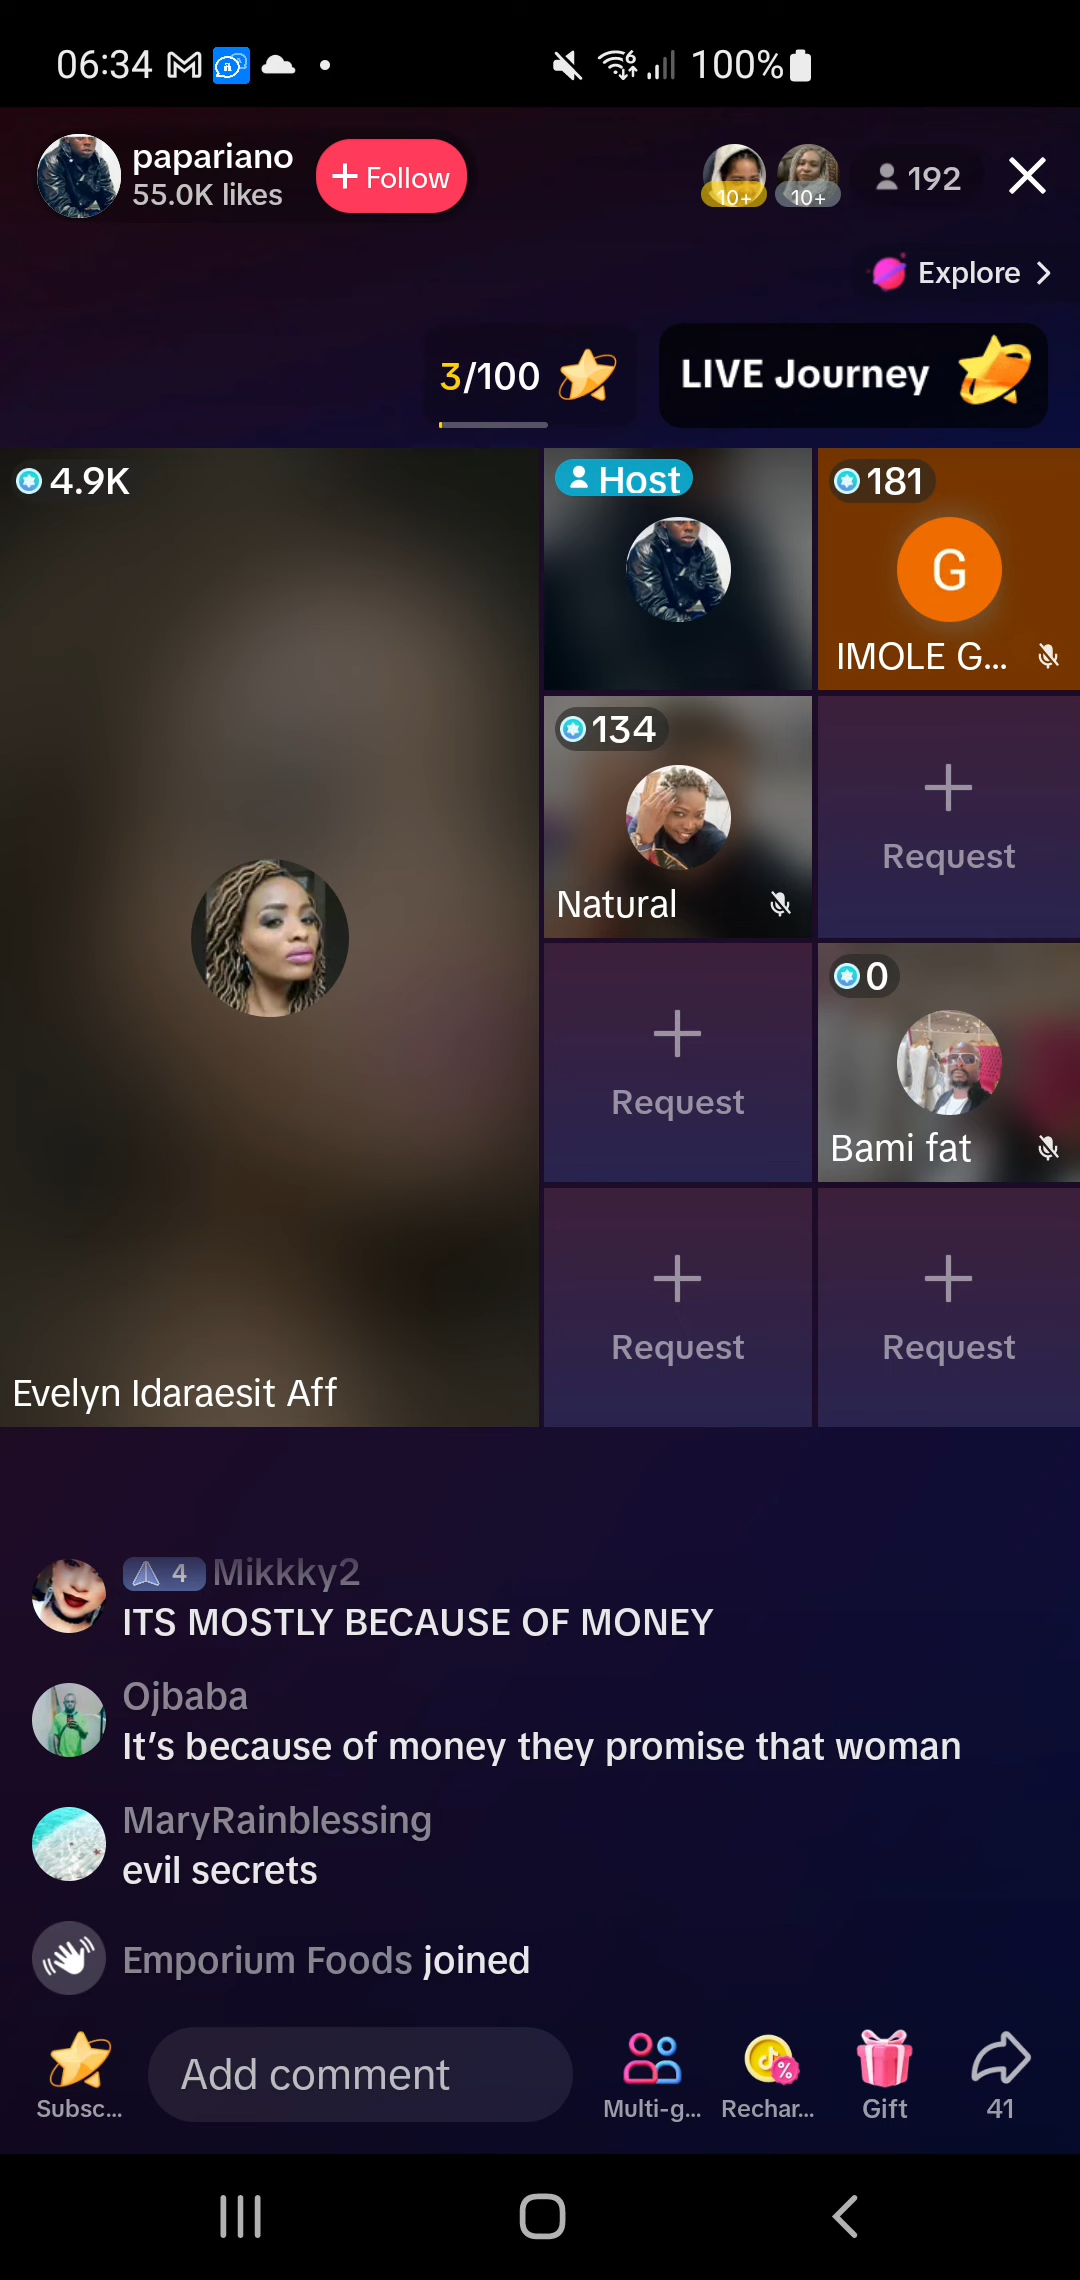 06:34
100%
papariano
55.0K likes
+ Follow
10+
10+
192
Explore
3/100
LIVE Journey
4.9K
Host
181
G
IMOLE G...
134
Natural
Request
Request
0
Bami fat
Request
Request
Evelyn Idaraesit Aff
4 Mikkky2
ITS MOSTLY BECAUSE OF MONEY
Ojbaba
It's because of money they promise that woman
MaryRainblessing
evil secrets
Emporium Foods joined
Add comment
Subsc...
Multi-g...
Rechar...
Gift
41